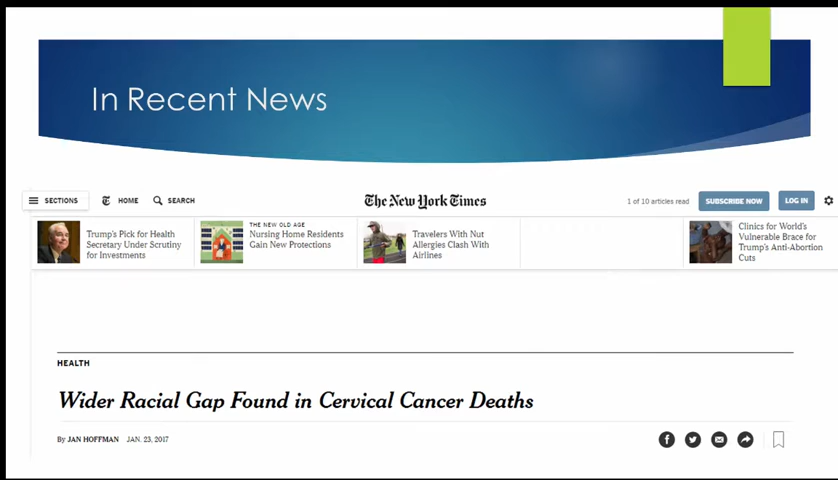 In Recent News
SECTIONS HOME SEARCH The New York Times 1 of 10 articles read SUBSCRIBE NOW LOG IN
Trump's Pick for Health
Secretary Under Scrutiny
for Investments
THE NEW OLD AGE
Nursing Home Residents
Gain New Protections
Travelers With Nut
Allergies Clash With
Airlines
Clinics for World's
Vulnerable Brace for
Trump's Anti-Abortion
Cuts
HEALTH
Wider Racial Gap Found in Cervical Cancer Deaths
By JAN HOFFMAN JAN. 23, 2017